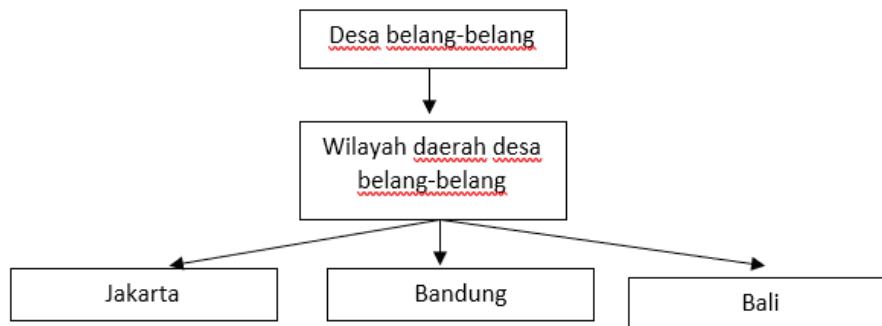 Desa belang-belang
Wilayah daerah desa
belang-belang
Jakarta
Bandung
Bali